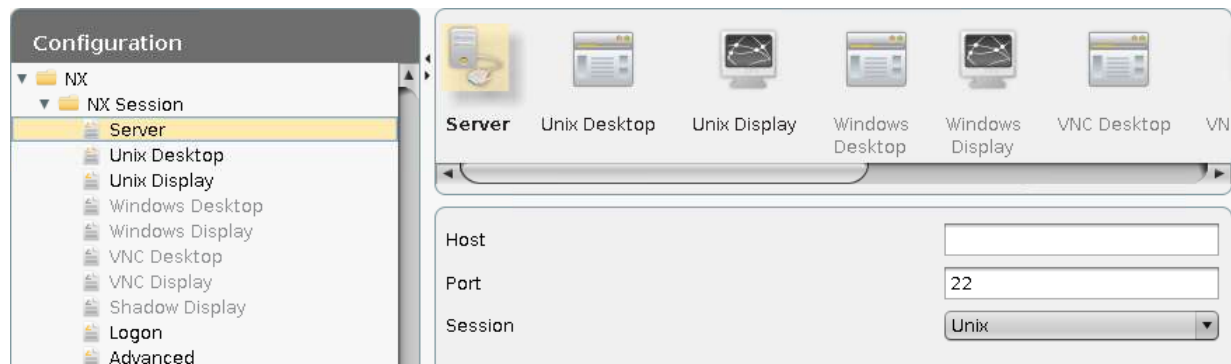 Configuration
NX
NX Session
Server
Unix Desktop
Unix Display
Windows Desktop
Windows Display
VNC Desktop
VNC Display
Shadow Display
Logon
Advanced
Server
Unix Desktop
Unix Display
Windows
Desktop
Windows
Display
VNC Desktop
VN
Host
Port
22
Session
Unix